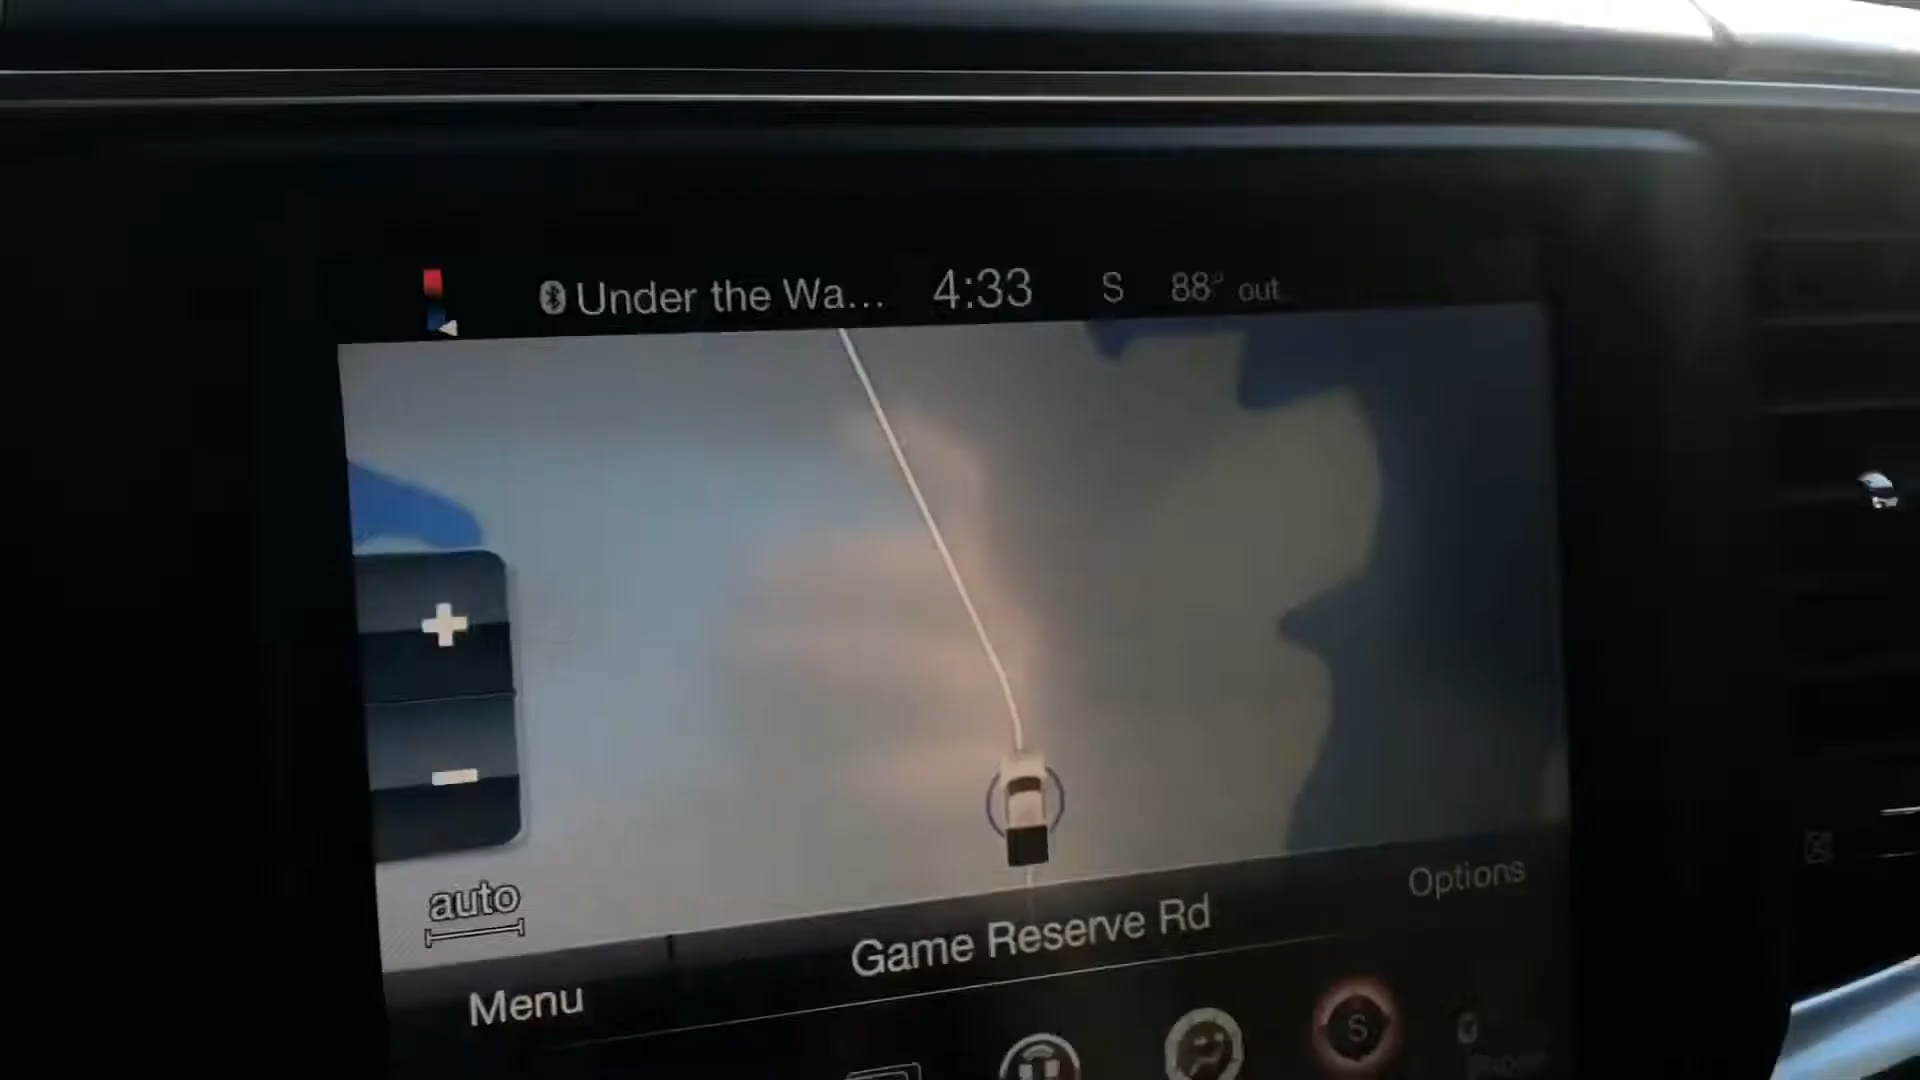 Under the Wa... 4:33 S 88° out
auto
Options
Game Reserve Rd
Menu
S